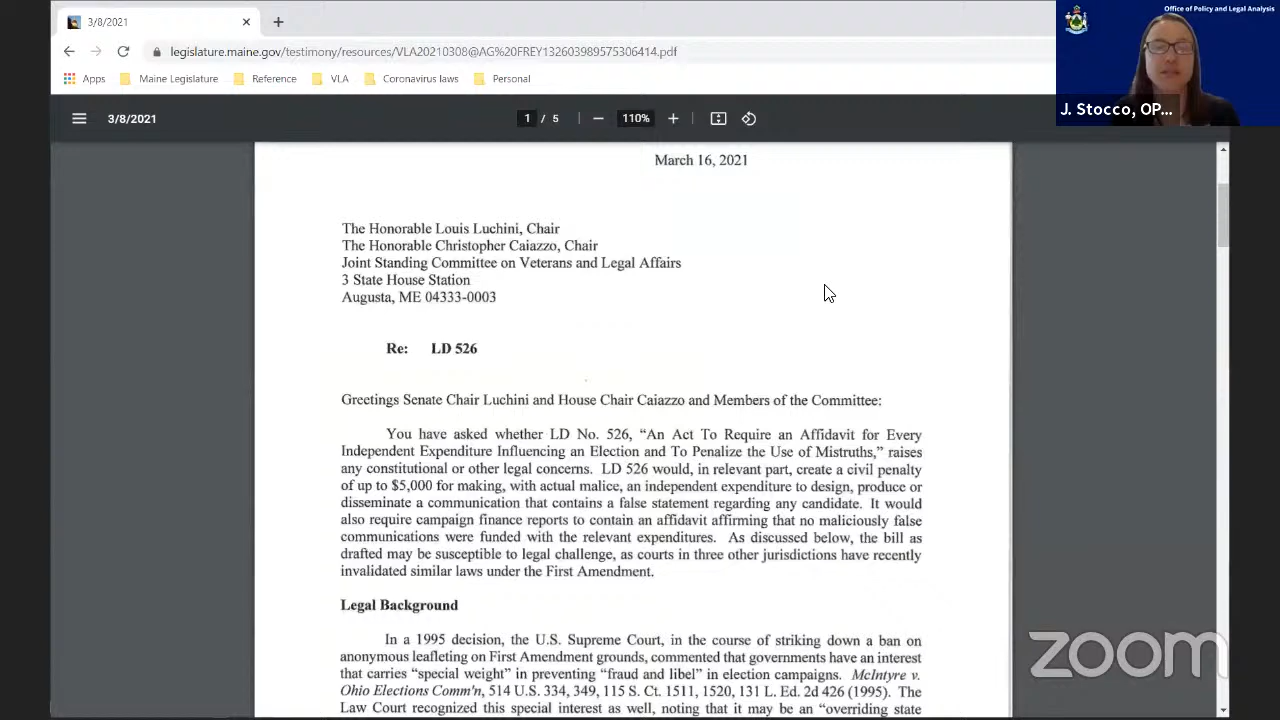 3/8/2021
legislature.maine.gov/testimony/resources/VLA20210308@AG%20FREY132603989575306414.pdf
Apps Maine Legislature Reference VLA Coronavirus laws Personal
Office of Policy and Legal Analysis
J. Stocco, OP...
3/8/2021 1 / 5 110%
March 16, 2021
The Honorable Louis Luchini, Chair
The Honorable Christopher Caiazzo, Chair
Joint Standing Committee on Veterans and Legal Affairs
3 State House Station
Augusta, ME 04333-0003
Re: LD 526
Greetings Senate Chair Luchini and House Chair Caiazzo and Members of the Committee:
You have asked whether LD No. 526, “An Act To Require an Affidavit for Every
Independent Expenditure Influencing an Election and To Penalize the Use of Mistruths,” raises
any constitutional or other legal concerns. LD 526 would, in relevant part, create a civil penalty
of up to $5,000 for making, with actual malice, an independent expenditure to design, produce or
disseminate a communication that contains a false statement regarding any candidate. It would
also require campaign finance reports to contain an affidavit affirming that no maliciously false
communications were funded with the relevant expenditures. As discussed below, the bill as
drafted may be susceptible to legal challenge, as courts in three other jurisdictions have recently
invalidated similar laws under the First Amendment.
Legal Background
In a 1995 decision, the U.S. Supreme Court, in the course of striking down a ban on
anonymous leafleting on First Amendment grounds, commented that governments have an interest
that carries “special weight” in preventing “fraud and libel” in election campaigns. McIntyre v.
Ohio Elections Comm'n, 514 U.S. 334, 349, 115 S. Ct. 1511, 1520, 131 L. Ed. 2d 426 (1995). The
Law Court recognized this special interest as well, noting that it may be an “overriding state
zoom